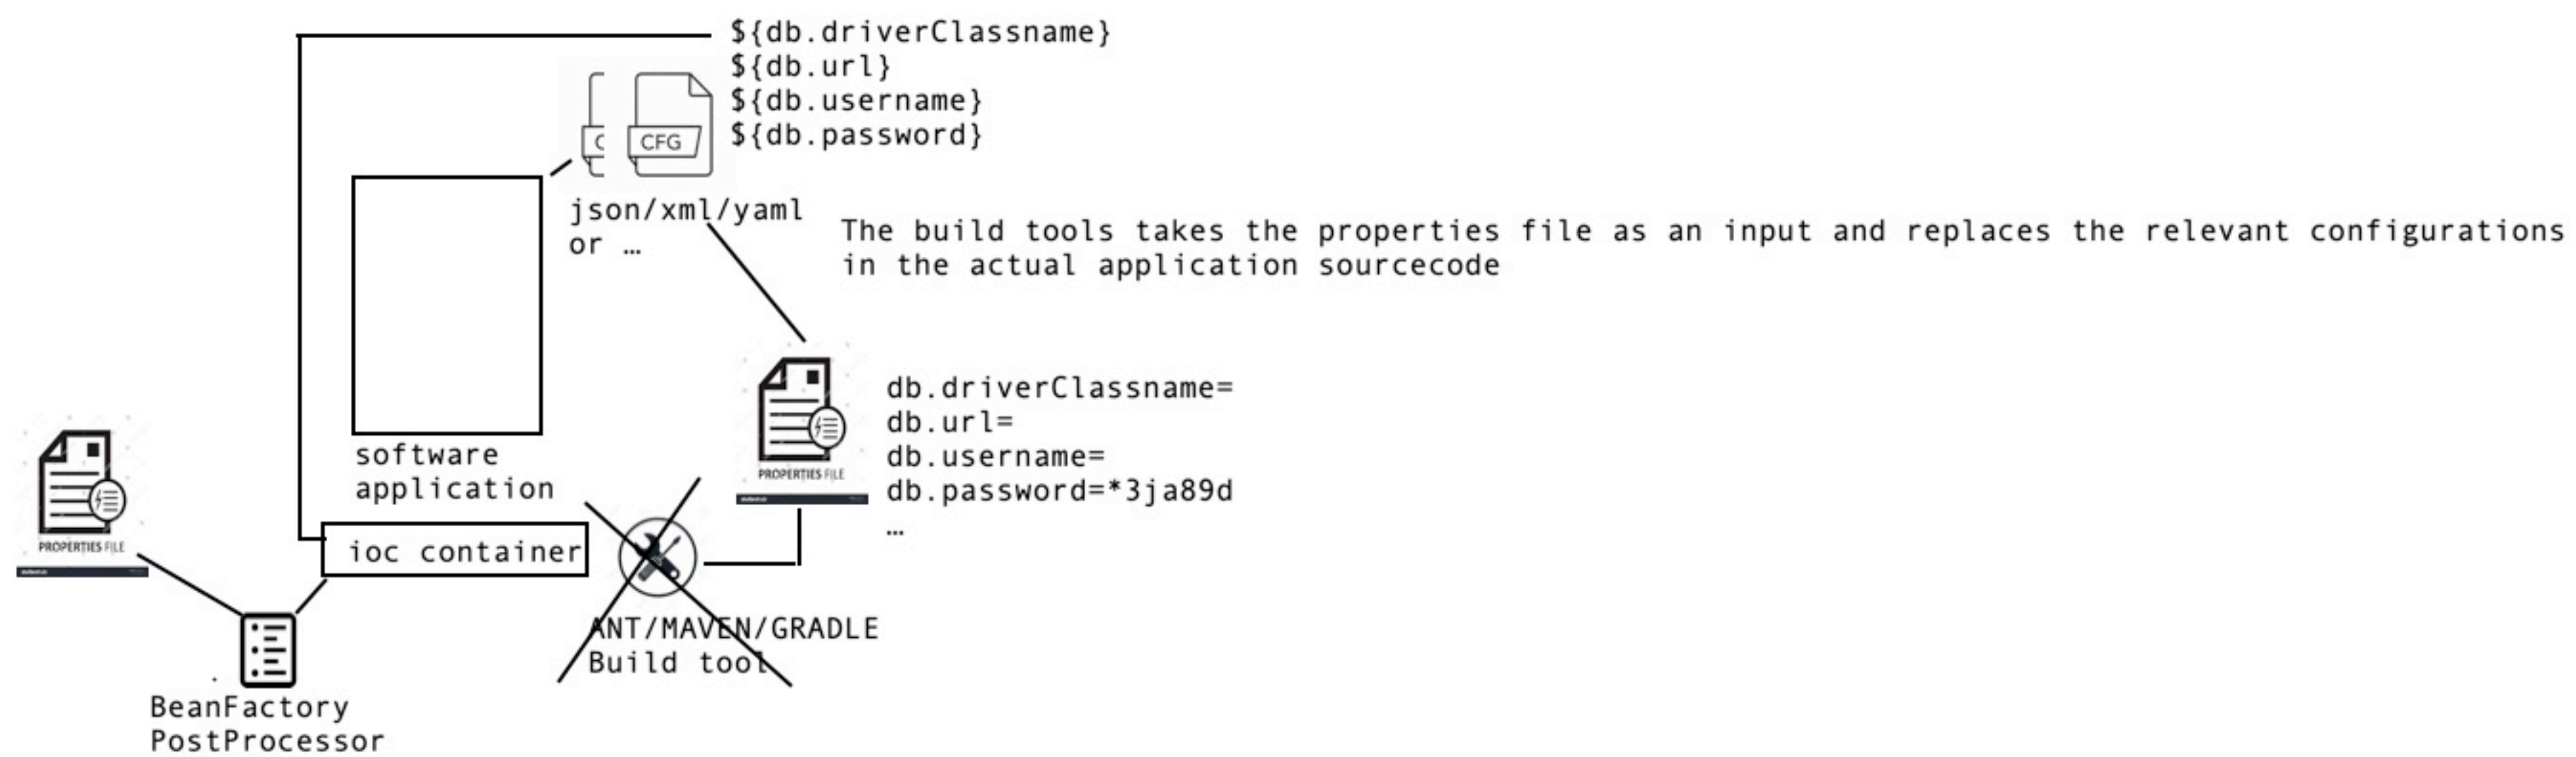 ${db.driverClassname}
${db.url}
${db.username}
${db.password}
C
CFG
json/xml/yaml
or …
The build tools takes the properties file as an input and replaces the relevant configurations
in the actual application sourcecode
PROPERTIES FILE
db.driverClassname=
db.url=
db.username=
db.password=*3ja89d
…
software
application
PROPERTIES FILE
ioc container
ANT/MAVEN/GRADLE
Build tool
BeanFactory
PostProcessor